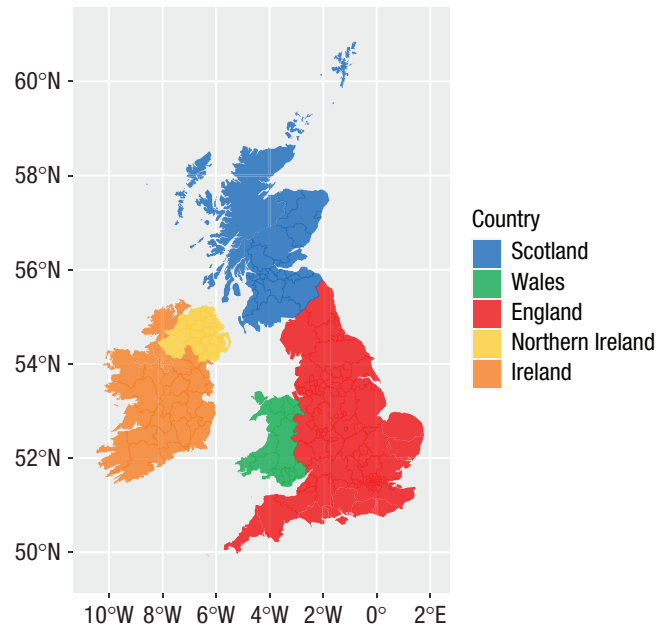 60°N
58°N
56°N
54°N
52°N
50°N
10°W 8°W 6°W 4°W 2°W 0° 2°E
Country
Scotland
Wales
England
Northern Ireland
Ireland